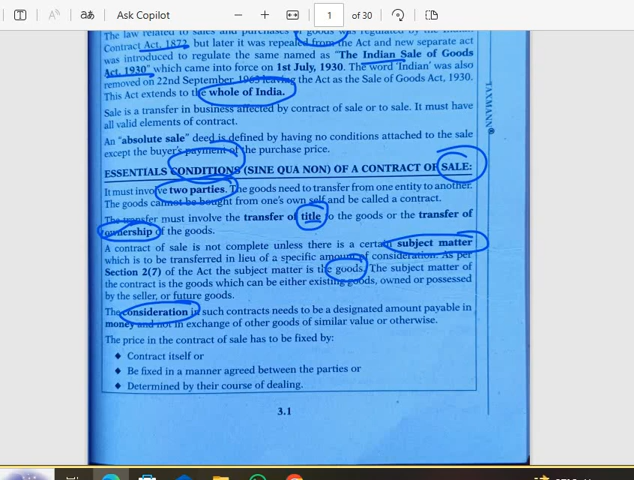 Ask Copilot
1
of 30
The law related to sales and purchases of goods was regulated by the Indian
Contract Act, 1872, but later it was repealed from the Act and new separate act
was introduced to regulate the same named as "The Indian Sale of Goods
Act, 1930" which came into force on 1st July, 1930. The word 'Indian' was also
removed on 22nd September, 1963 leaving the Act as the Sale of Goods Act, 1930.
This Act extends to the whole of India.
Sale is a transfer in business affected by contract of sale or to sale. It must have
all valid elements of contract.
An "absolute sale" deed is defined by having no conditions attached to the sale
except the buyer's payment of the purchase price.
ESSENTIALS CONDITIONS (SINE QUA NON) OF A CONTRACT OF SALE:
It must involve two parties. The goods need to transfer from one entity to another.
The goods cannot be bought from one's own self and be called a contract.
The transfer must involve the transfer of title to the goods or the transfer of
ownership of the goods.
A contract of sale is not complete unless there is a certain subject matter
which is to be transferred in lieu of a specific amount of consideration. As per
Section 2(7) of the Act the subject matter is the goods. The subject matter of
the contract is the goods which can be either existing goods, owned or possessed
by the seller, or future goods.
The consideration in such contracts needs to be a designated amount payable in
money and not in exchange of other goods of similar value or otherwise.
The price in the contract of sale has to be fixed by:
◆ Contract itself or
◆ Be fixed in a manner agreed between the parties or
◆ Determined by their course of dealing.
3.1
TAXMANN®